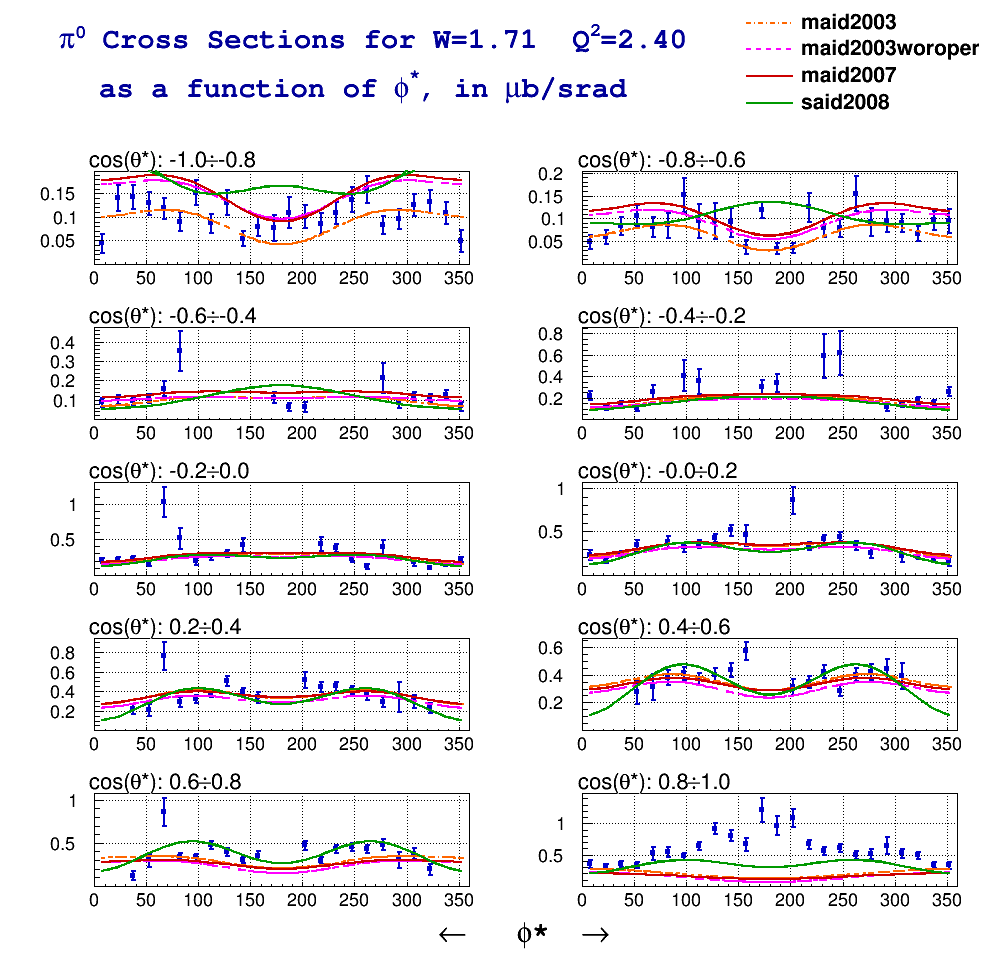 π⁰ Cross Sections for W=1.71 Q²=2.40
as a function of ϕ*, in μb/srad
maid2003
maid2003woroper
maid2007
said2008
cos(θ*): -1.0÷-0.8
0.15
0.1
0.05
0 50 100 150 200 250 300 350
cos(θ*): -0.8÷-0.6
0.2
0.15
0.1
0.05
0 50 100 150 200 250 300 350
cos(θ*): -0.6÷-0.4
0.4
0.3
0.2
0.1
0 50 100 150 200 250 300 350
cos(θ*): -0.4÷-0.2
0.8
0.6
0.4
0.2
0 50 100 150 200 250 300 350
cos(θ*): -0.2÷0.0
1
0.5
0 50 100 150 200 250 300 350
cos(θ*): -0.0÷0.2
1
0.5
0 50 100 150 200 250 300 350
cos(θ*): 0.2÷0.4
0.8
0.6
0.4
0.2
0 50 100 150 200 250 300 350
cos(θ*): 0.4÷0.6
0.6
0.4
0.2
0 50 100 150 200 250 300 350
cos(θ*): 0.6÷0.8
1
0.5
0 50 100 150 200 250 300 350
cos(θ*): 0.8÷1.0
1
0.5
0 50 100 150 200 250 300 350
← ϕ* →